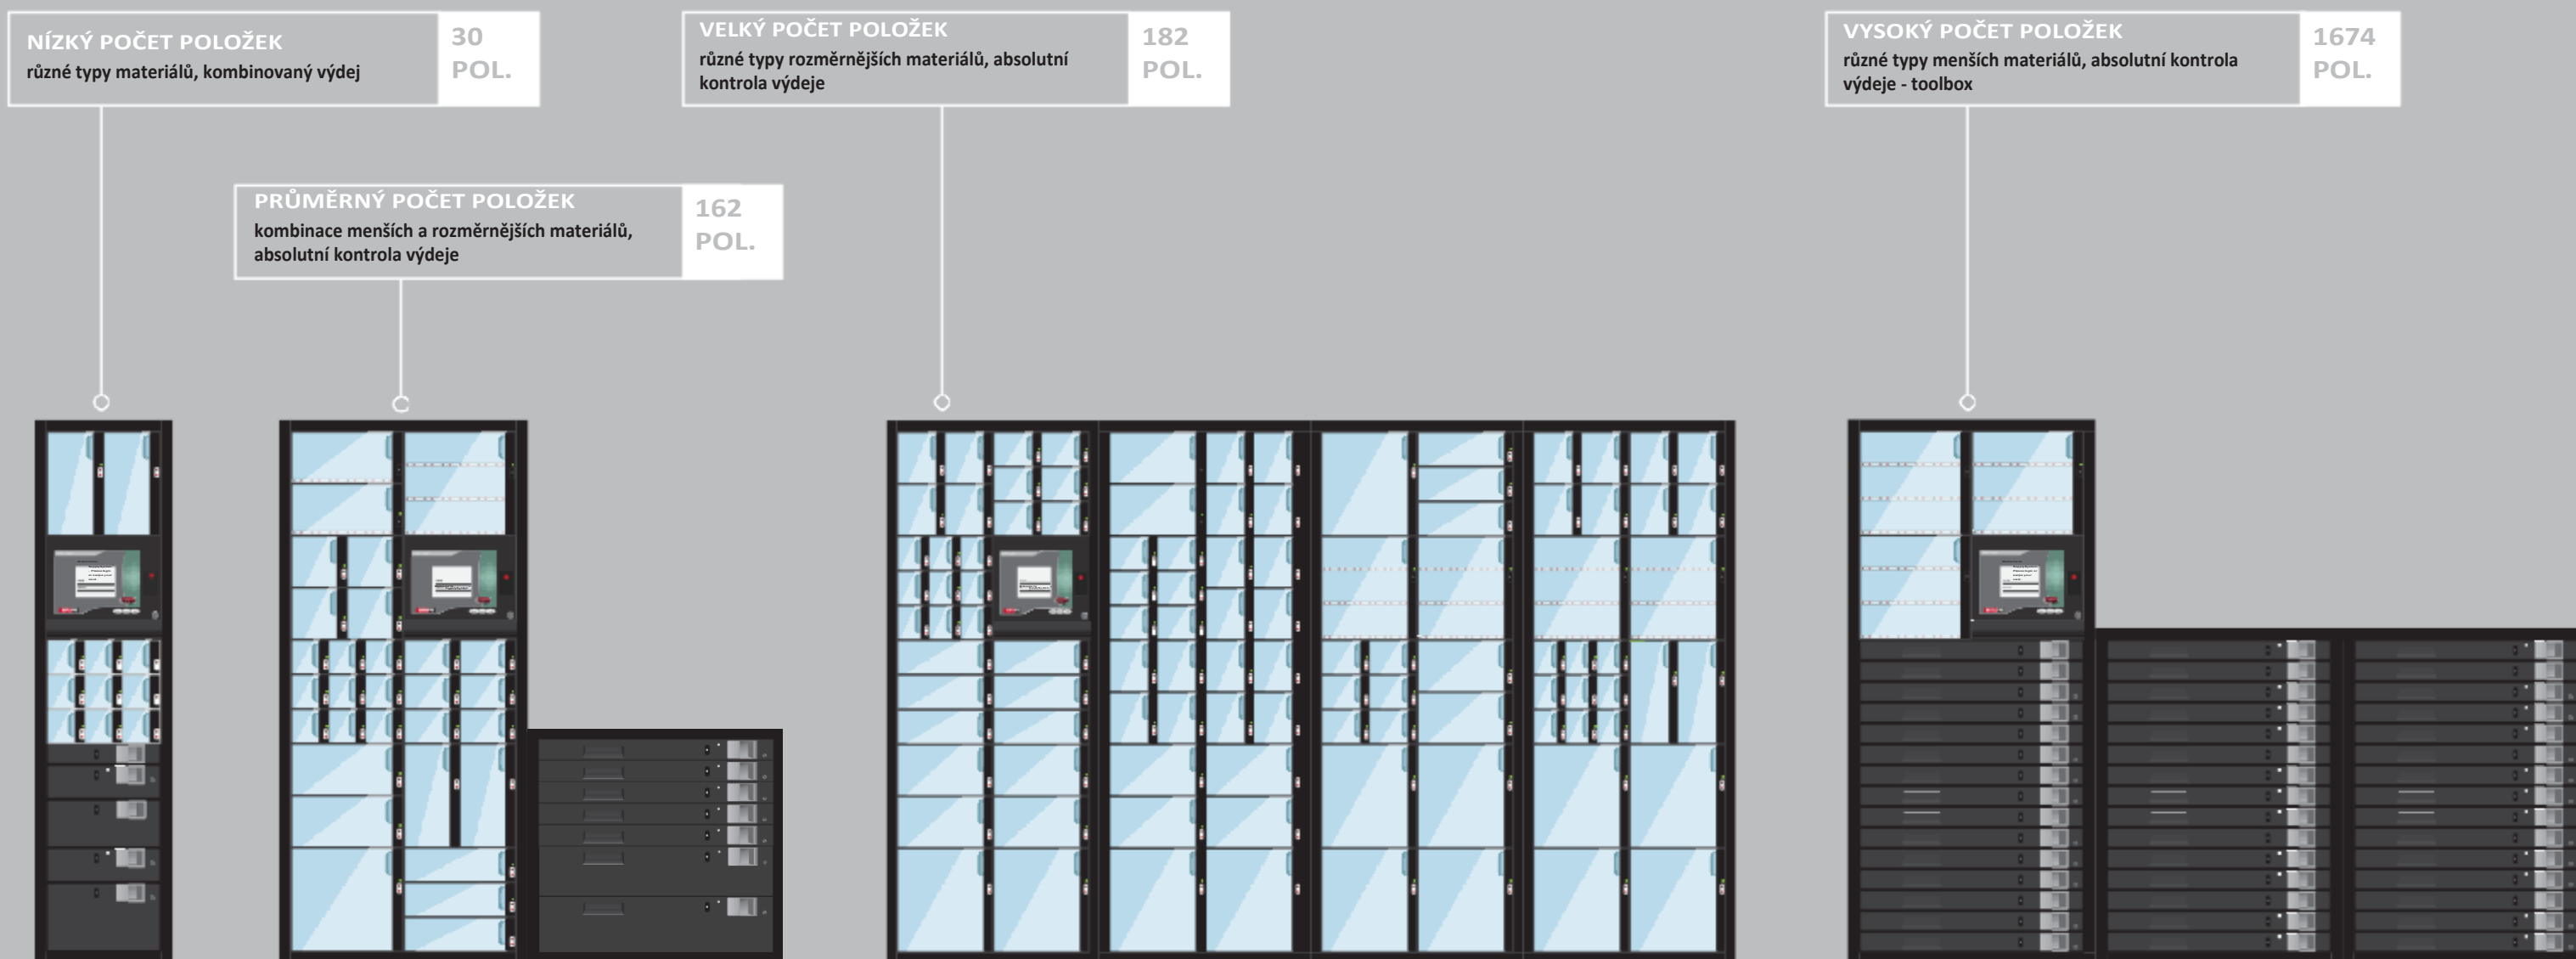 NÍZKÝ POČET POLOŽEK
různé typy materiálů, kombinovaný výdej
30
POL.
VELKÝ POČET POLOŽEK
různé typy rozměrnějších materiálů, absolutní
kontrola výdeje
182
POL.
VYSOKÝ POČET POLOŽEK
různé typy menších materiálů, absolutní kontrola
výdeje - toolbox
1674
POL.
PRŮMĚRNÝ POČET POLOŽEK
kombinace menších a rozměrnějších materiálů,
absolutní kontrola výdeje
162
POL.